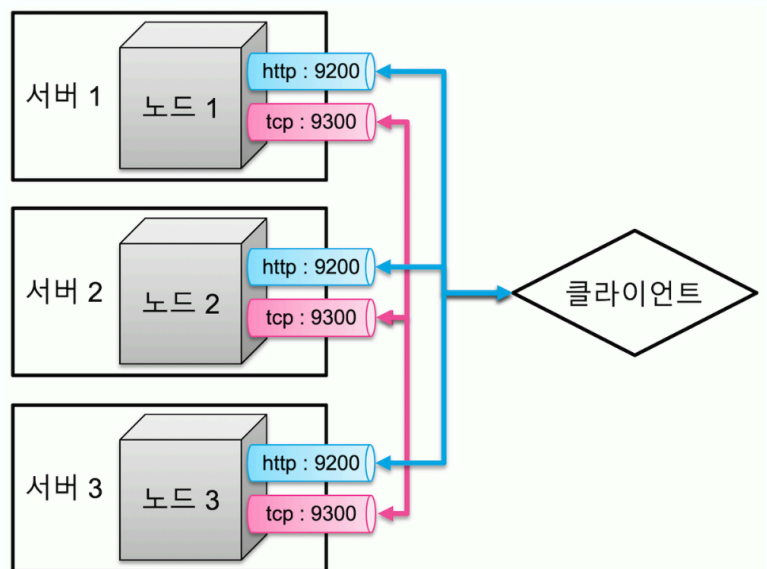 서버 1
노드 1
http : 9200
tcp : 9300
서버 2
노드 2
http : 9200
tcp : 9300
클라이언트
서버 3
노드 3
http : 9200
tcp : 9300